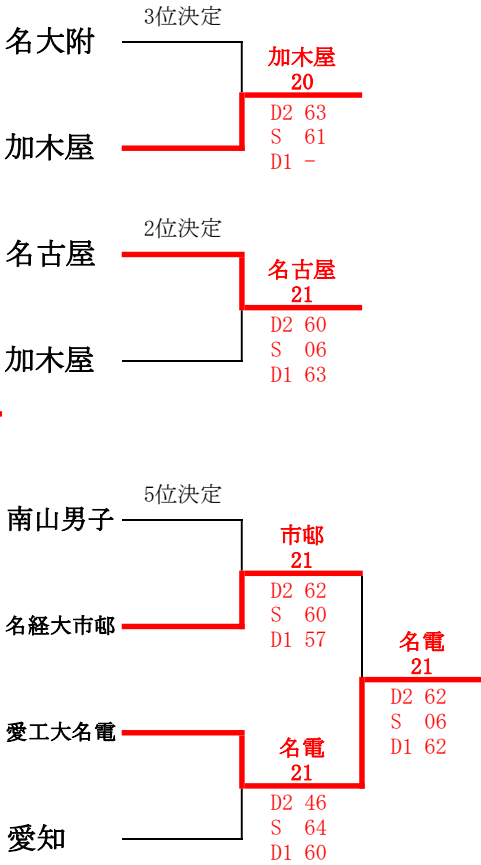 3位決定
名大附
加木屋
20
D2 63
S 61
D1 -
加木屋
2位決定
名古屋
名古屋
21
D2 60
S 06
D1 63
加木屋
5位決定
南山男子
市邨
21
D2 62
S 60
D1 57
名経大市邨
名電
21
D2 62
S 06
D1 62
愛工大名電
名電
21
D2 46
S 64
D1 60
愛知